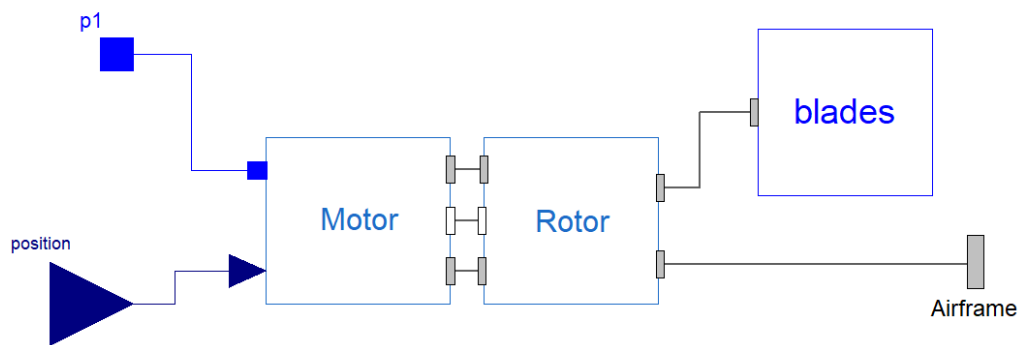 p1
blades
Motor
Rotor
position
Airframe